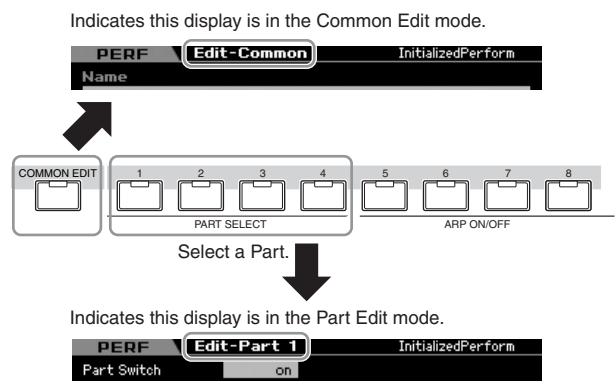 Indicates this display is in the Common Edit mode.
PERF Edit-Common InitializedPerform
Name
COMMON EDIT 1 2 3 4 5 6 7 8
PART SELECT ARP ON/OFF
Select a Part.
Indicates this display is in the Part Edit mode.
PERF Edit-Part 1 InitializedPerform
Part Switch on